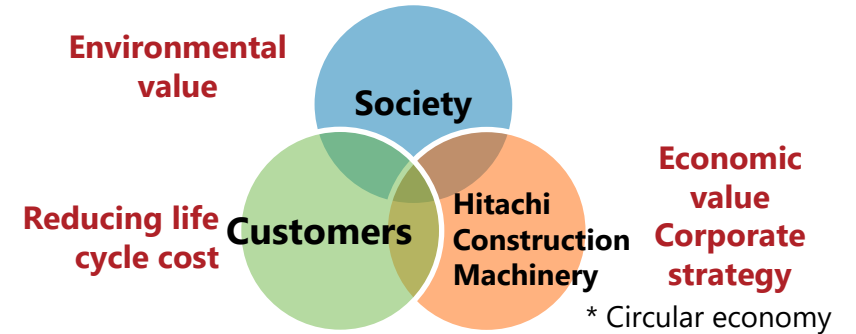 Environmental
value
Society
Reducing life
cycle cost
Customers
Hitachi
Construction
Machinery
Economic
value
Corporate
strategy
* Circular economy